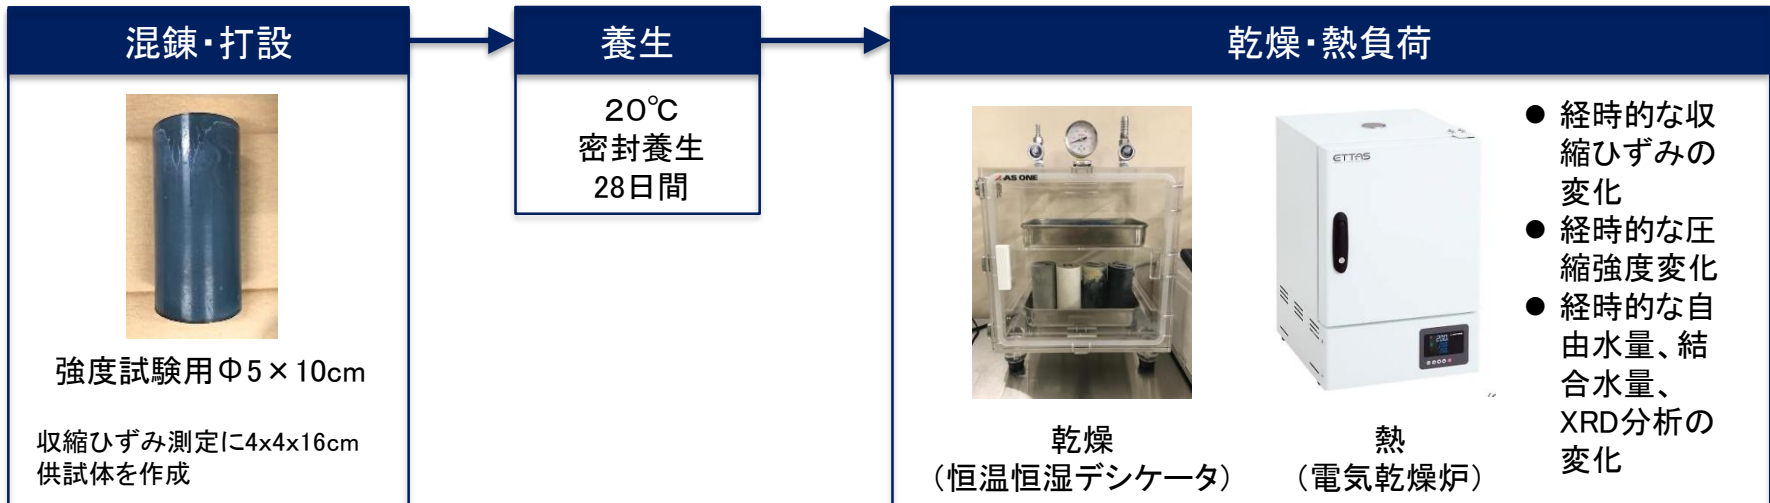 混錬・打設
養生
乾燥・熱負荷
強度試験用Φ5×10cm
収縮ひずみ測定に4x4x16cm
供試体を作成
20℃
密封養生
28日間
AS ONE
ETTAS
200
乾燥
（恒温恒湿デシケータ）
熱
（電気乾燥炉）
● 経時的な収
縮ひずみの
変化
● 経時的な圧
縮強度変化
● 経時的な自
由水量、結
合水量、
XRD分析の
変化